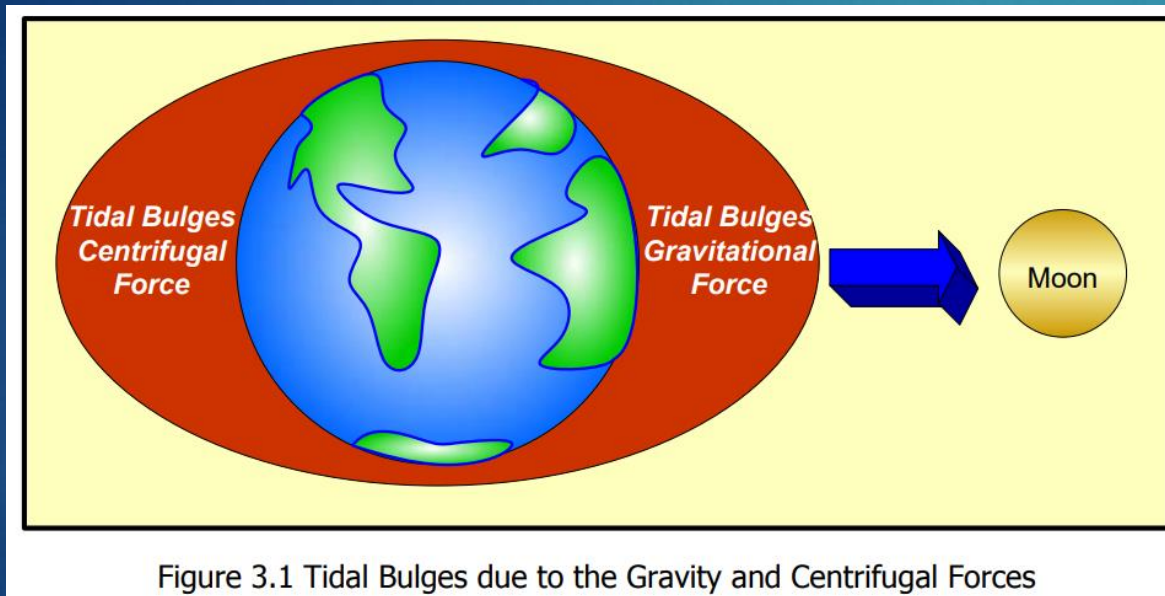 Tidal Bulges
Centrifugal
Force
Tidal Bulges
Gravitational
Force
Moon
Figure 3.1 Tidal Bulges due to the Gravity and Centrifugal Forces